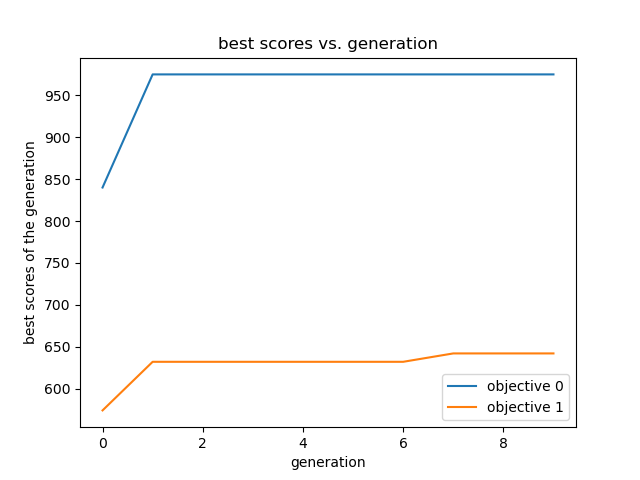 best scores vs. generation
best scores of the generation
950
900
850
800
750
700
650
600
0 2 4 6 8
generation
objective 0
objective 1